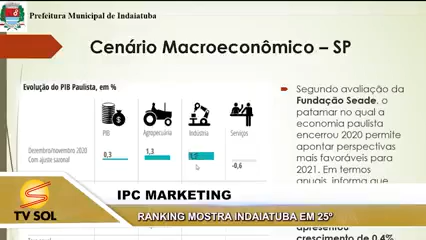 Prefeitura Municipal de Indaiatuba
Cenário Macroeconômico – SP
Evolução do PIB Paulista, em %
PIB
Agropecuária
Indústria
Serviços
Dezembro/novembro 2020
Com ajuste sazonal
0,3
1,3
-0,6
Segundo avaliação da
Fundação Seade, o
patamar no qual a
economia paulista
encerrou 2020 permite
apontar perspectivas
mais favoráveis para
2021. Em termos
anuais, informa que
crescimento de 0,4%
IPC MARKETING
RANKING MOSTRA INDAIATUBA EM 25º
S
TV SOL